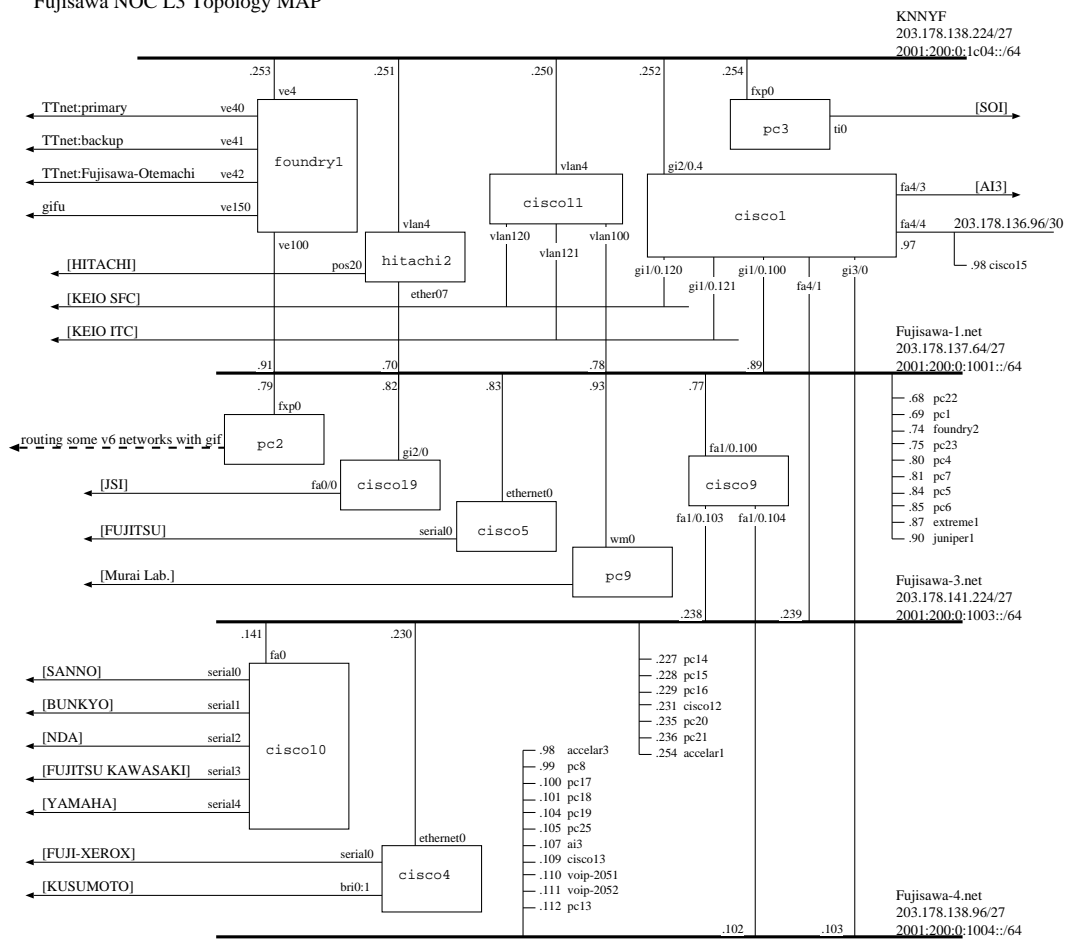 Fujisawa NOC L3 Topology MAP
KNNYF
203.178.138.224/27
2001:200:0:1c04::/64
.253
.251
.250
.252
.254
ve4
fxp0
TTnet:primary
ve40
[SOI]
pc3
ti0
TTnet:backup
ve41
foundry1
vlan4
gi2/0.4
TTnet:Fujisawa-Otemachi
ve42
fa4/3
[AI3]
cisco11
cisco1
gifu
ve150
vlan4
fa4/4
203.178.136.96/30
vlan120
vlan100
.97
ve100
vlan121
[HITACHI]
pos20
hitachi2
gi1/0.120
gi1/0.100
gi3/0
.98 cisco15
gi1/0.121
fa4/1
ether07
[KEIO SFC]
[KEIO ITC]
Fujisawa-1.net
203.178.137.64/27
2001:200:0:1001::/64
.91
.70
.78
.89
.79
.82
.83
.93
.77
fxp0
.68 pc22
.69 pc1
.74 foundry2
.75 pc23
.80 pc4
.81 pc7
.84 pc5
.85 pc6
.87 extreme1
.90 juniper1
routing some v6 networks with gif
pc2
gi2/0
fa1/0.100
[JSI]
fa0/0
cisco19
cisco9
ethernet0
fa1/0.103
fa1/0.104
[FUJITSU]
serial0
cisco5
wm0
[Murai Lab.]
pc9
Fujisawa-3.net
203.178.141.224/27
2001:200:0:1003::/64
.238
.239
.141
.230
fa0
.227 pc14
.228 pc15
.229 pc16
.231 cisco12
.235 pc20
.236 pc21
.254 accelar1
[SANNO]
serial0
[BUNKYO]
serial1
[NDA]
serial2
cisco10
[FUJITSU KAWASAKI]
serial3
[YAMAHA]
serial4
.98 accelar3
.99 pc8
.100 pc17
.101 pc18
.104 pc19
.105 pc25
.107 ai3
.109 cisco13
.110 voip-2051
.111 voip-2052
.112 pc13
ethernet0
[FUJI-XEROX]
serial0
cisco4
[KUSUMOTO]
bri0:1
Fujisawa-4.net
203.178.138.96/27
2001:200:0:1004::/64
.102
.103